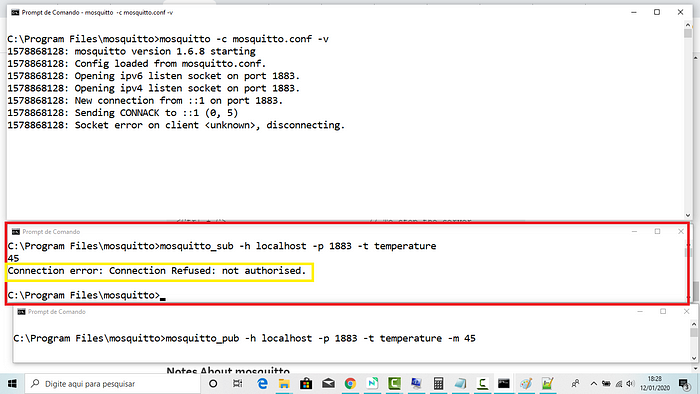 Prompt de Comando - mosquitto -c mosquitto.conf -v
C:\Program Files\mosquitto>mosquitto -c mosquitto.conf -v
1578868128: mosquitto version 1.6.8 starting
1578868128: Config loaded from mosquitto.conf.
1578868128: Opening ipv6 listen socket on port 1883.
1578868128: Opening ipv4 listen socket on port 1883.
1578868128: New connection from ::1 on port 1883.
1578868128: Sending CONNACK to ::1 (0, 5)
1578868128: Socket error on client <unknown>, disconnecting.
Prompt de Comando
C:\Program Files\mosquitto>mosquitto_sub -h localhost -p 1883 -t temperature
45
Connection error: Connection Refused: not authorised.
C:\Program Files\mosquitto>
Prompt de Comando
C:\Program Files\mosquitto>mosquitto_pub -h localhost -p 1883 -t temperature -m 45
Notes About mosquitto
Digite aqui para pesquisar
18:28
12/01/2020